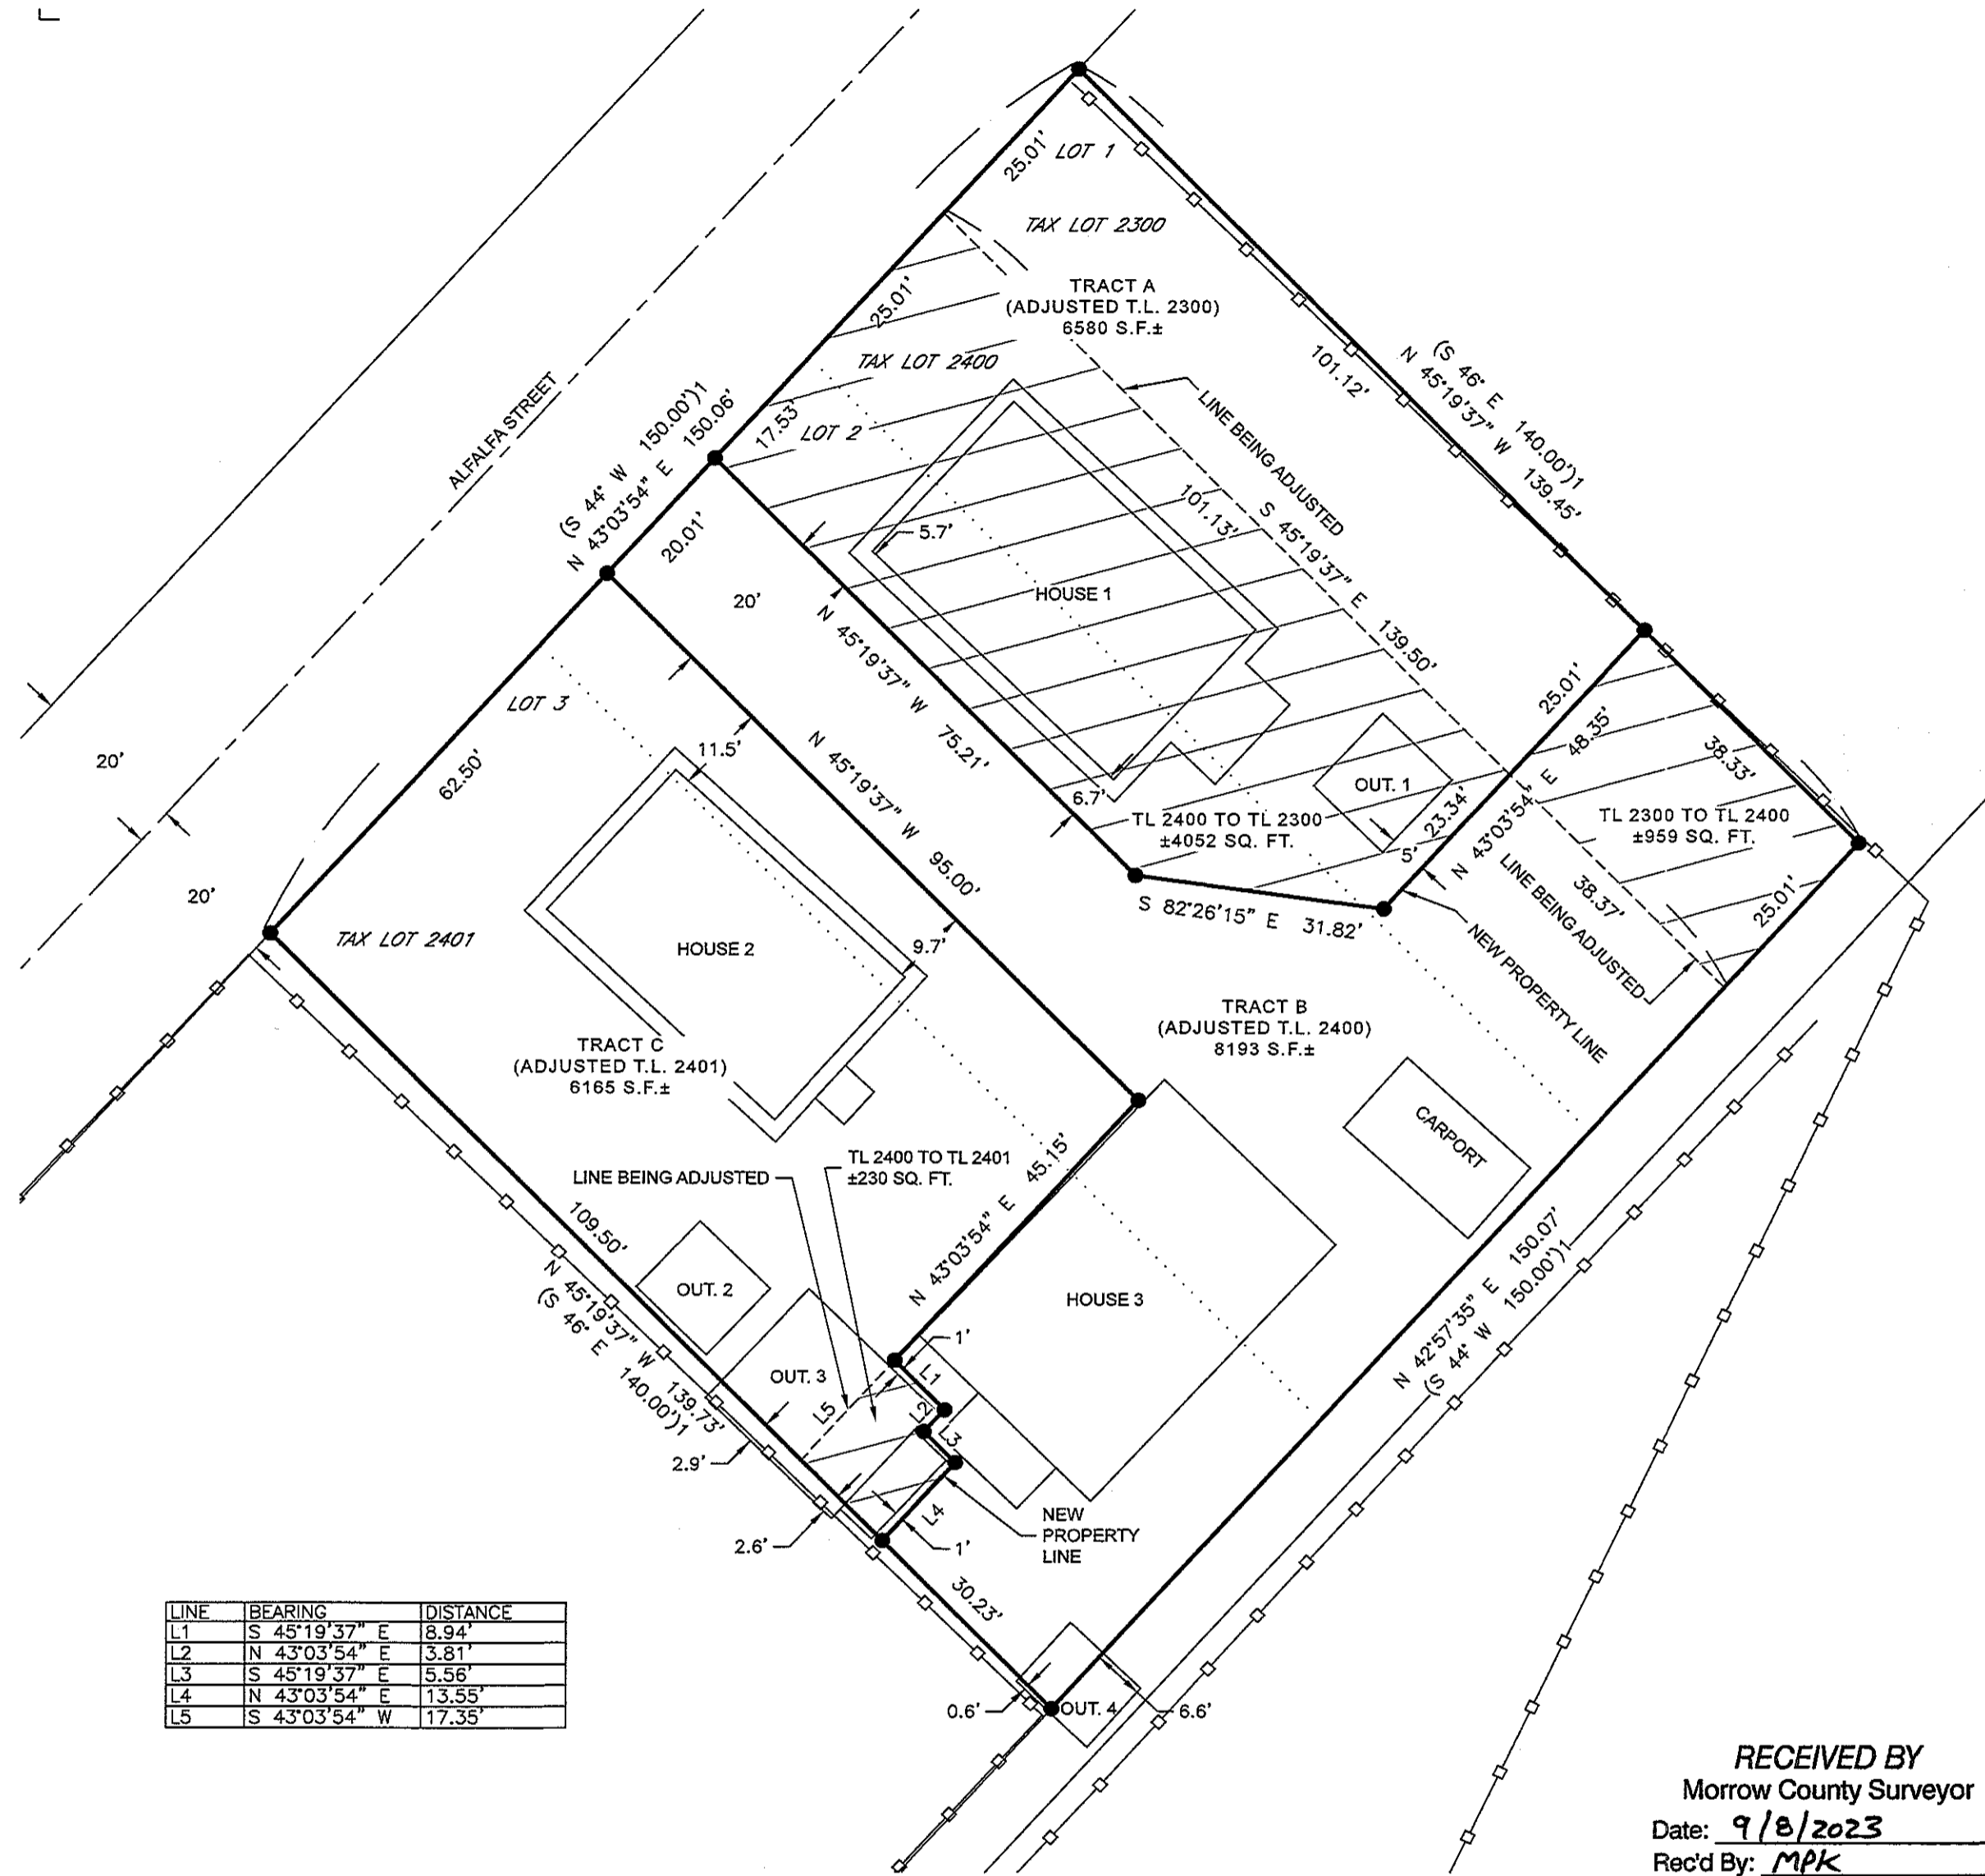 LOT 1
25.01'
TAX LOT 2300
TRACT A
(ADJUSTED T.L. 2300)
6580 S.F.±
25.01'
TAX LOT 2400
LOT 2
17.53'
ALFALFA STREET
(S 44° W 150.00')1
N 43°03'54" E 150.06'
20.01'
20'
101.12'
(S 46° E 140.00')1
N 45°19'37" W 139.45'
LINE BEING ADJUSTED
101.13'
S 45°19'37" E 139.50'
5.7'
HOUSE 1
N 45°19'37" W 75.21'
6.7'
OUT. 1
TL 2400 TO TL 2300
±4052 SQ. FT.
5'
23.34'
25.01'
N 43°03'54" E 48.35'
38.33'
TL 2300 TO TL 2400
±959 SQ. FT.
38.37'
25.01'
LINE BEING ADJUSTED
NEW PROPERTY LINE
S 82°26'15" E 31.82'
LOT 3
62.50'
20'
20'
11.5'
N 45°19'37" W 95.00'
9.7'
TAX LOT 2401
HOUSE 2
TRACT C
(ADJUSTED T.L. 2401)
6165 S.F.±
TRACT B
(ADJUSTED T.L. 2400)
8193 S.F.±
CARPORT
TL 2400 TO TL 2401
±230 SQ. FT.
LINE BEING ADJUSTED
N 43°03'54" E 45.15'
109.50'
N 45°19'37" W 139.73'
(S 46° E 140.00')1
OUT. 2
OUT. 3
HOUSE 3
1'
L1
L2
L3
L5
L4
2.9'
2.6'
1'
NEW
PROPERTY
LINE
N 42°57'35" E 150.07'
(S 44° W 150.00')1
30.23'
0.6'
OUT. 4
6.6'
LINE BEARING DISTANCE
L1 S 45°19'37" E 8.94'
L2 N 43°03'54" E 3.81'
L3 S 45°19'37" E 5.56'
L4 N 43°03'54" E 13.55'
L5 S 43°03'54" W 17.35'
RECEIVED BY
Morrow County Surveyor
Date: 9/8/2023
Rec'd By: MPK